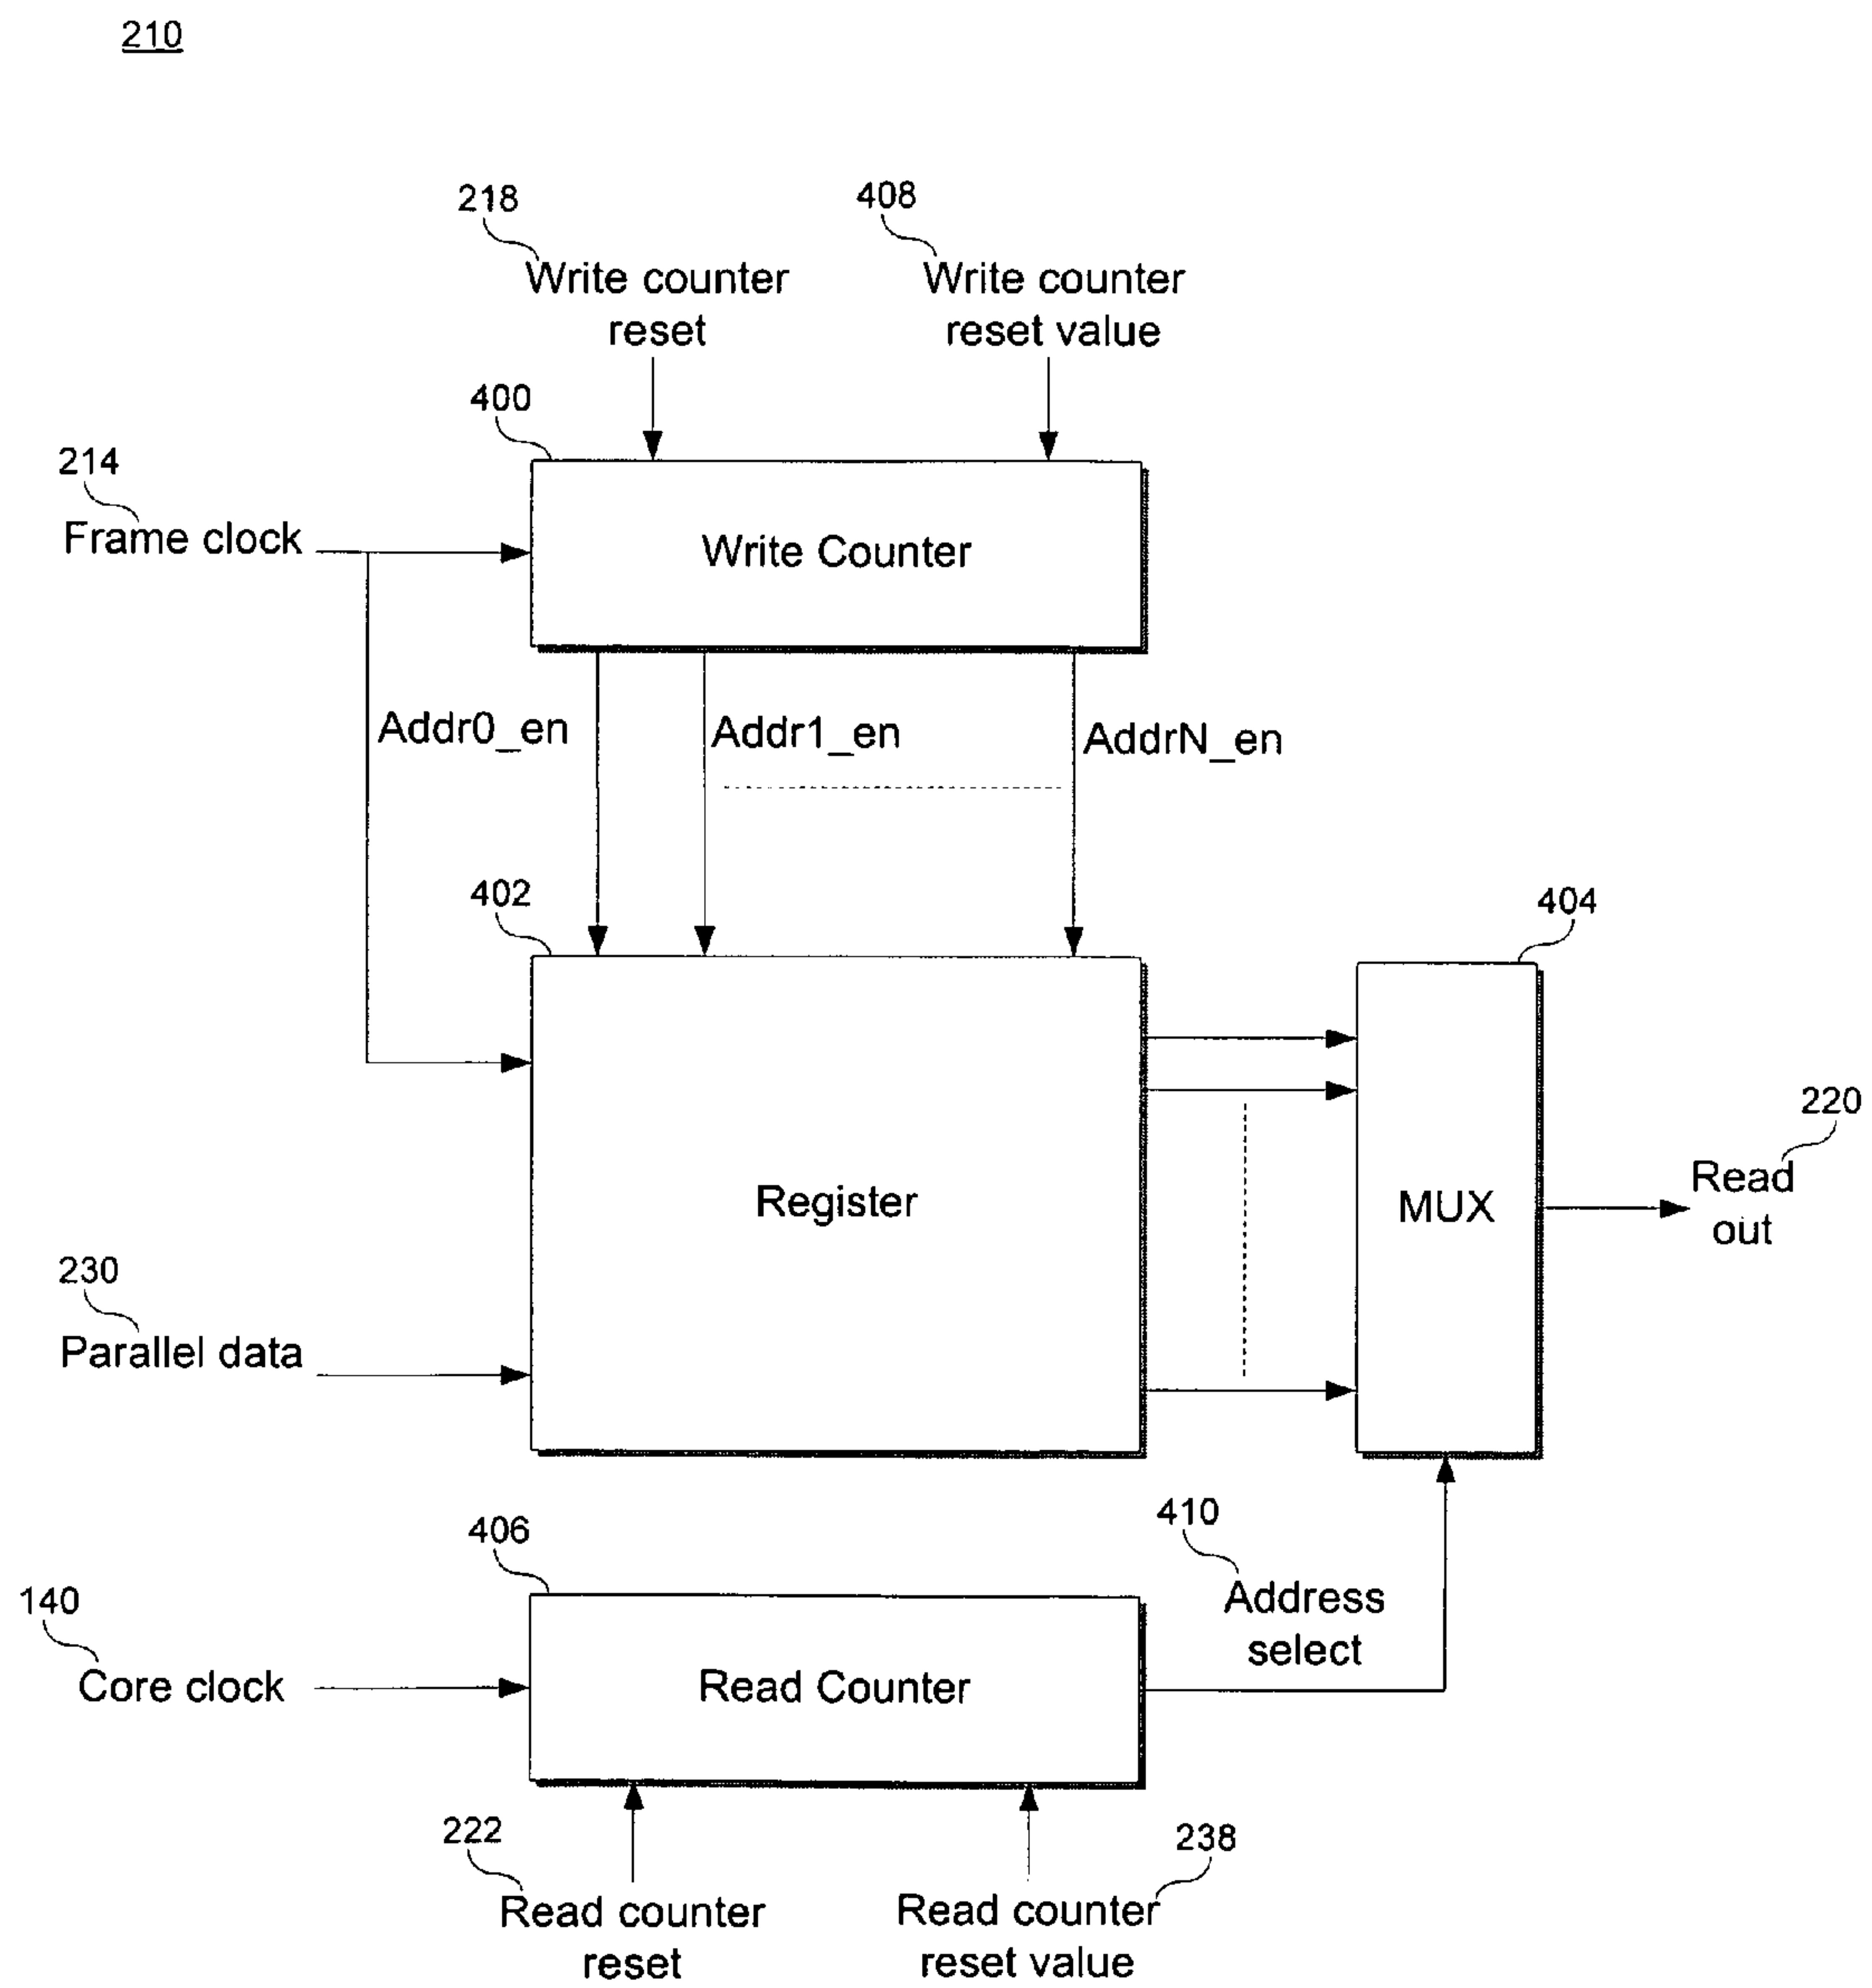 210
218
408
Write counter
reset
Write counter
reset value
400
214
Frame clock
Write Counter
Addr0_en
Addr1_en
AddrN_en
402
404
Register
MUX
220
Read
out
230
Parallel data
406
410
Address
select
140
Core clock
Read Counter
222
238
Read counter
reset
Read counter
reset value